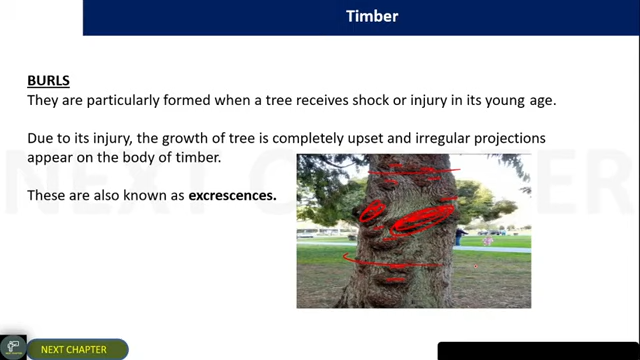 Timber
BURLS
They are particularly formed when a tree receives shock or injury in its young age.
Due to its injury, the growth of tree is completely upset and irregular projections
appear on the body of timber.
These are also known as excrescences.
NEXT CHAPTER
NEXT CHAPTER